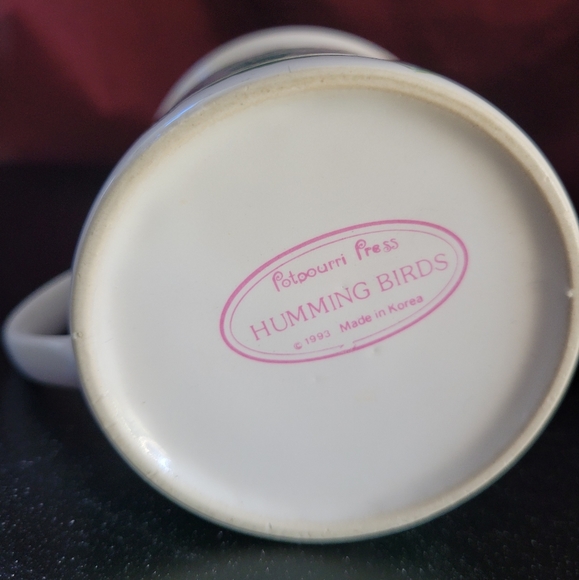 Potpourri Press
HUMMING BIRDS
© 1993 Made in Korea